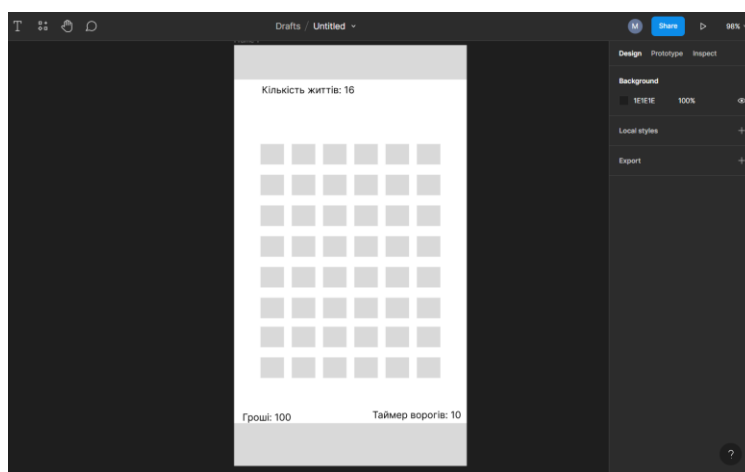 Drafts / Untitled
M
Share
98%
Design Prototype Inspect
Background
1E1E1E 100%
Local styles
Export
Кількість життів: 16
Гроші: 100
Таймер ворогів: 10
?